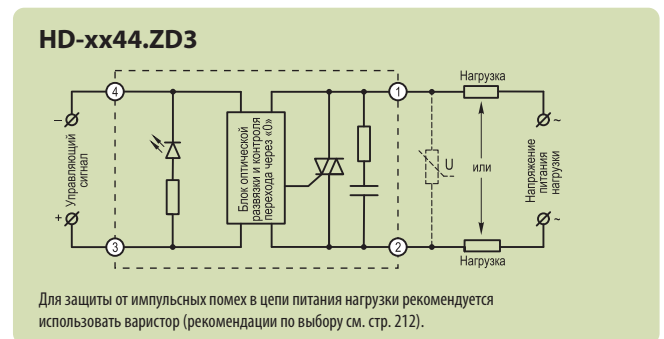 HD-xx44.ZD3
Нагрузка
4
1
–
~
Управляющий
сигнал
Блок оптической
развязки и контроля
перехода через «0»
U
или
Напряжение
питания
нагрузки
+
~
3
2
Нагрузка
Для защиты от импульсных помех в цепи питания нагрузки рекомендуется
использовать варистор (рекомендации по выбору см. стр. 212).